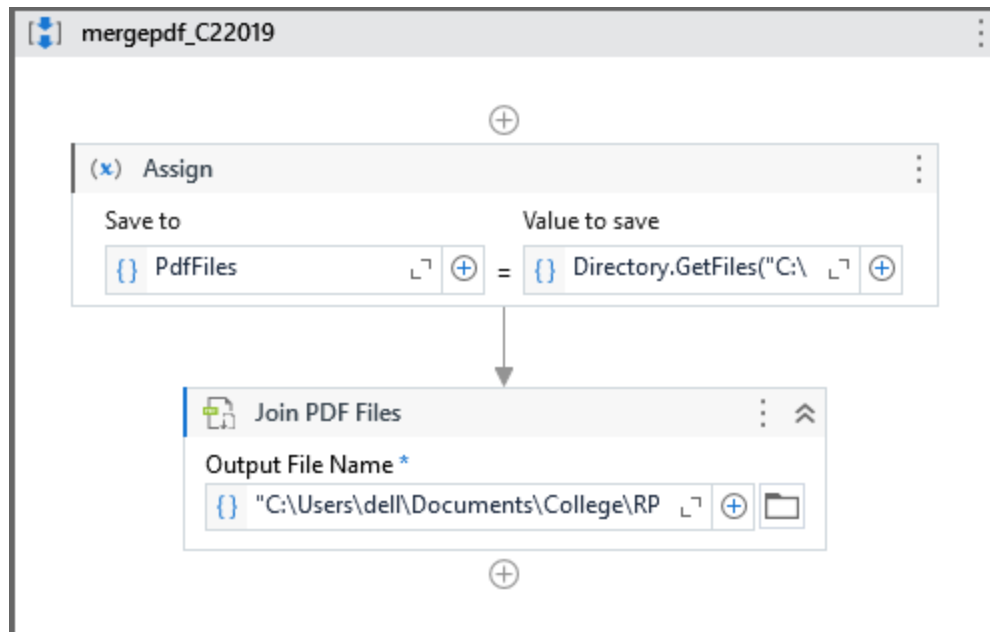 mergepdf_C22019
Assign
Save to
Value to save
PdfFiles
=
Directory.GetFiles("C:\
Join PDF Files
Output File Name *
"C:\Users\dell\Documents\College\RP